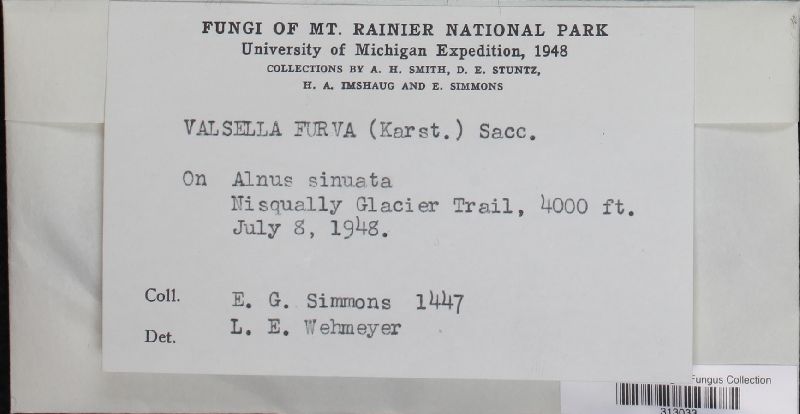 FUNGI OF MT. RAINIER NATIONAL PARK
University of Michigan Expedition, 1948
COLLECTIONS BY A. H. SMITH, D. E. STUNTZ,
H. A. IMSHAUG AND E. SIMMONS
VALSELLA FURVA (Karst.) Sacc.
On Alnus sinuata
Nisqually Glacier Trail, 4000 ft.
July 8, 1948.
Coll. E. G. Simmons 1447
Det. L. E. Wehmeyer
Fungus Collection
313033